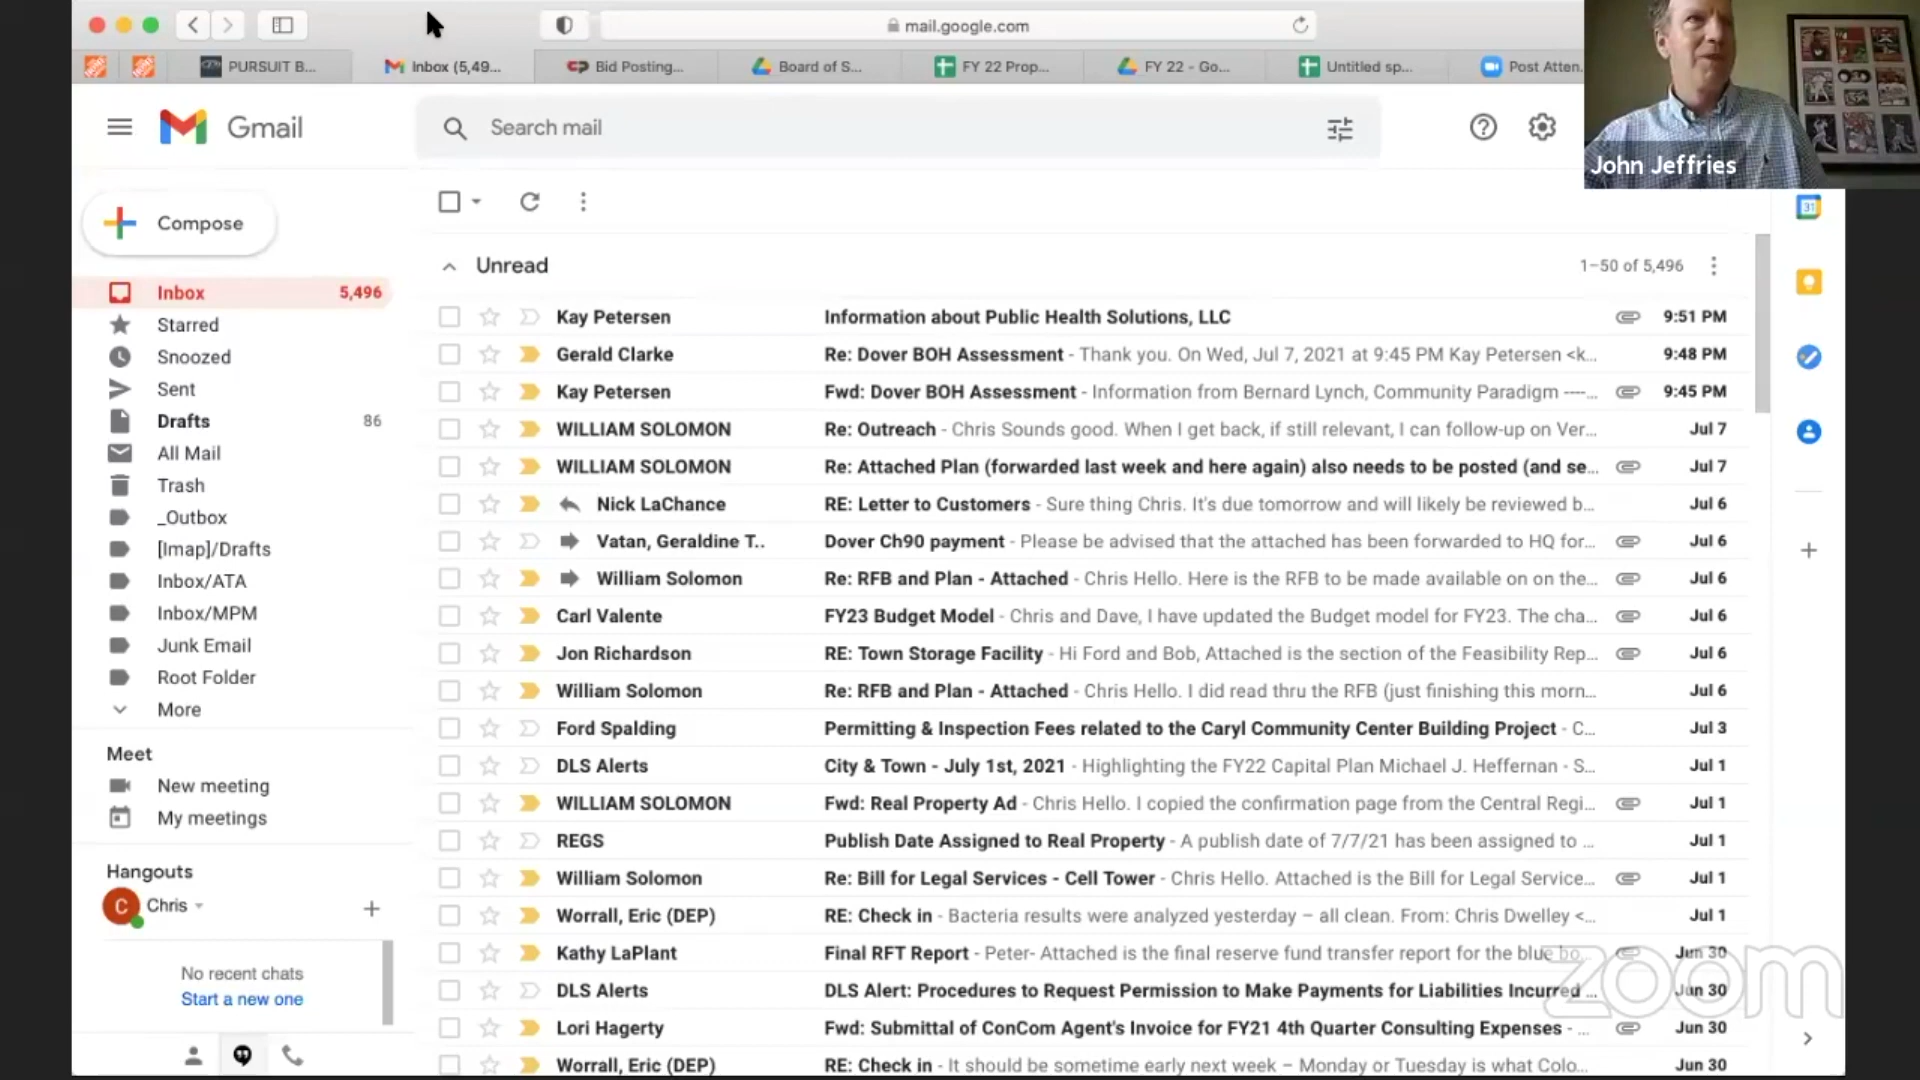 mail.google.com
PURSUIT B...
Inbox (5,49...
Bid Posting...
Board of S...
FY 22 Prop...
FY 22 - Go...
Untitled sp...
Post Atten.
John Jeffries
Gmail
Search mail
31
Compose
Unread 1–50 of 5,496
Inbox 5,496
Starred
Snoozed
Sent
Drafts 86
All Mail
Trash
_Outbox
[Imap]/Drafts
Inbox/ATA
Inbox/MPM
Junk Email
Root Folder
More
Meet
New meeting
My meetings
Hangouts
C Chris
No recent chats
Start a new one
Kay Petersen Information about Public Health Solutions, LLC 9:51 PM
Gerald Clarke Re: Dover BOH Assessment - Thank you. On Wed, Jul 7, 2021 at 9:45 PM Kay Petersen <k... 9:48 PM
Kay Petersen Fwd: Dover BOH Assessment - Information from Bernard Lynch, Community Paradigm ----... 9:45 PM
WILLIAM SOLOMON Re: Outreach - Chris Sounds good. When I get back, if still relevant, I can follow-up on Ver... Jul 7
WILLIAM SOLOMON Re: Attached Plan (forwarded last week and here again) also needs to be posted (and se... Jul 7
Nick LaChance RE: Letter to Customers - Sure thing Chris. It's due tomorrow and will likely be reviewed b... Jul 6
Vatan, Geraldine T.. Dover Ch90 payment - Please be advised that the attached has been forwarded to HQ for... Jul 6
William Solomon Re: RFB and Plan - Attached - Chris Hello. Here is the RFB to be made available on on the... Jul 6
Carl Valente FY23 Budget Model - Chris and Dave, I have updated the Budget model for FY23. The cha... Jul 6
Jon Richardson RE: Town Storage Facility - Hi Ford and Bob, Attached is the section of the Feasibility Rep... Jul 6
William Solomon Re: RFB and Plan - Attached - Chris Hello. I did read thru the RFB (just finishing this morn... Jul 6
Ford Spalding Permitting & Inspection Fees related to the Caryl Community Center Building Project - C... Jul 3
DLS Alerts City & Town - July 1st, 2021 - Highlighting the FY22 Capital Plan Michael J. Heffernan - S... Jul 1
WILLIAM SOLOMON Fwd: Real Property Ad - Chris Hello. I copied the confirmation page from the Central Regi... Jul 1
REGS Publish Date Assigned to Real Property - A publish date of 7/7/21 has been assigned to ... Jul 1
William Solomon Re: Bill for Legal Services - Cell Tower - Chris Hello. Attached is the Bill for Legal Service... Jul 1
Worrall, Eric (DEP) RE: Check in - Bacteria results were analyzed yesterday – all clean. From: Chris Dwelley <... Jul 1
Kathy LaPlant Final RFT Report - Peter- Attached is the final reserve fund transfer report for the blue bo... Jun 30
DLS Alerts DLS Alert: Procedures to Request Permission to Make Payments for Liabilities Incurred ... Jun 30
Lori Hagerty Fwd: Submittal of ConCom Agent's Invoice for FY21 4th Quarter Consulting Expenses - ... Jun 30
Worrall, Eric (DEP) RE: Check in - It should be sometime early next week – Monday or Tuesday is what Colo... Jun 30
zoom